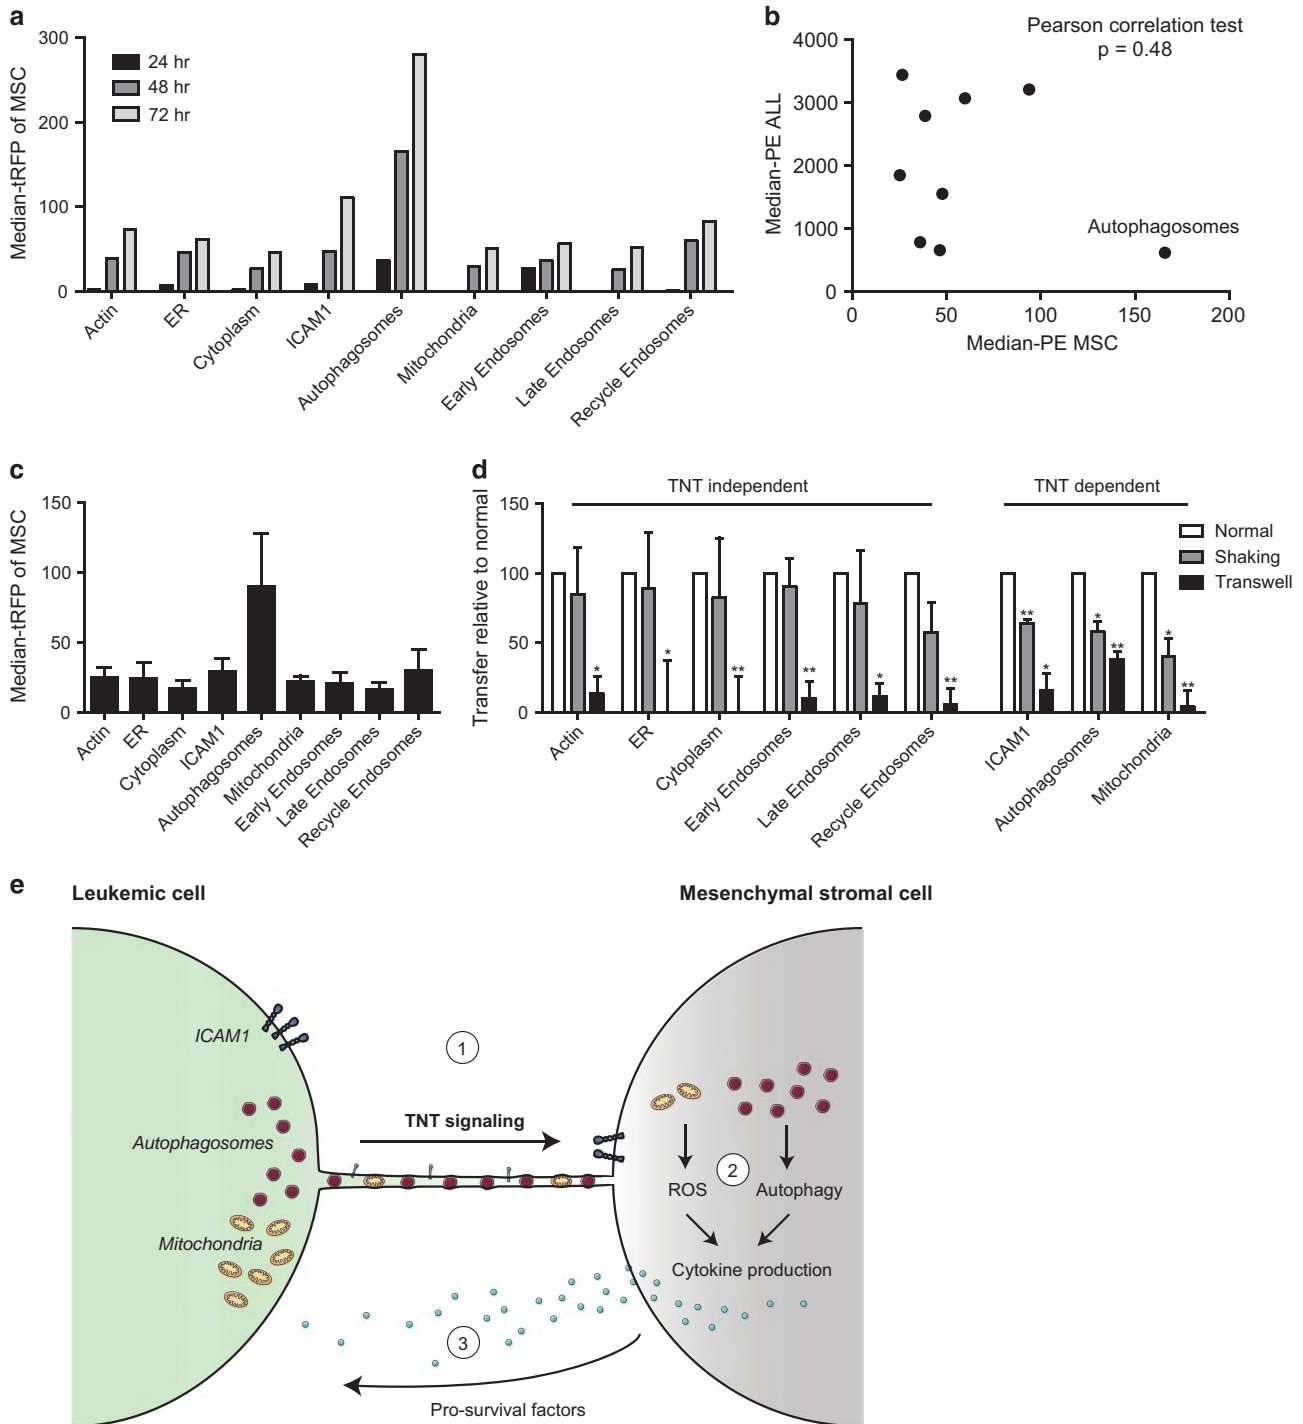 a
Median-tRFP of MSC
300
200
100
0
24 hr
48 hr
72 hr
Actin
ER
Cytoplasm
ICAM1
Autophagosomes
Mitochondria
Early Endosomes
Late Endosomes
Recycle Endosomes
b
Pearson correlation test
p = 0.48
Median-PE ALL
4000
3000
2000
1000
0
Autophagosomes
0 50 100 150 200
Median-PE MSC
c
Median-tRFP of MSC
150
100
50
0
Actin
ER
Cytoplasm
ICAM1
Autophagosomes
Mitochondria
Early Endosomes
Late Endosomes
Recycle Endosomes
d
Transfer relative to normal
150
100
50
0
TNT independent
TNT dependent
Normal
Shaking
Transwell
* * ** ** * ** ** * * ** * **
Actin
ER
Cytoplasm
Early Endosomes
Late Endosomes
Recycle Endosomes
ICAM1
Autophagosomes
Mitochondria
e
Leukemic cell
Mesenchymal stromal cell
ICAM1
1
TNT signaling
Autophagosomes
Mitochondria
2
ROS
Autophagy
Cytokine production
3
Pro-survival factors